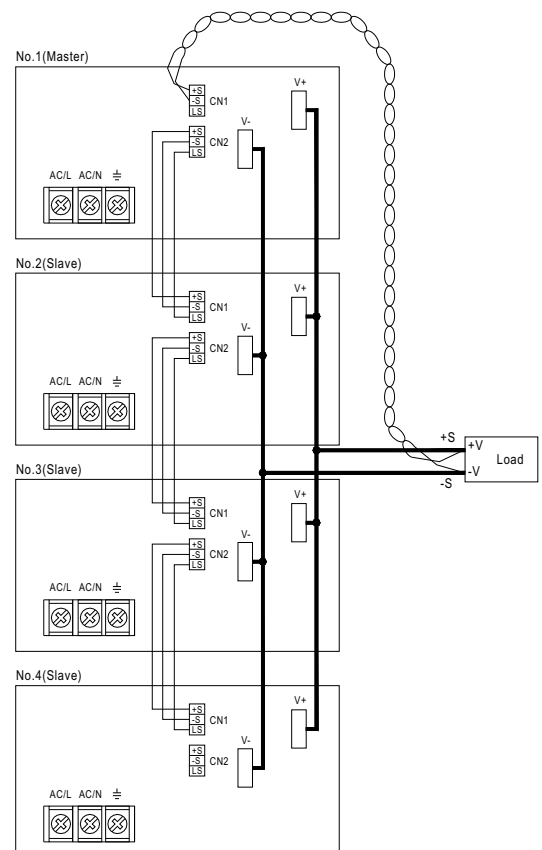 No.1(Master)
V+
+S
-S
LS
CN1
V-
+S
-S
LS
CN2
AC/L AC/N ⏚
No.2(Slave)
V+
+S
-S
LS
CN1
V-
+S
-S
LS
CN2
AC/L AC/N ⏚
+S
+V
Load
-V
-S
No.3(Slave)
V+
+S
-S
LS
CN1
V-
+S
-S
LS
CN2
AC/L AC/N ⏚
No.4(Slave)
V+
+S
-S
LS
CN1
V-
+S
-S
LS
CN2
AC/L AC/N ⏚